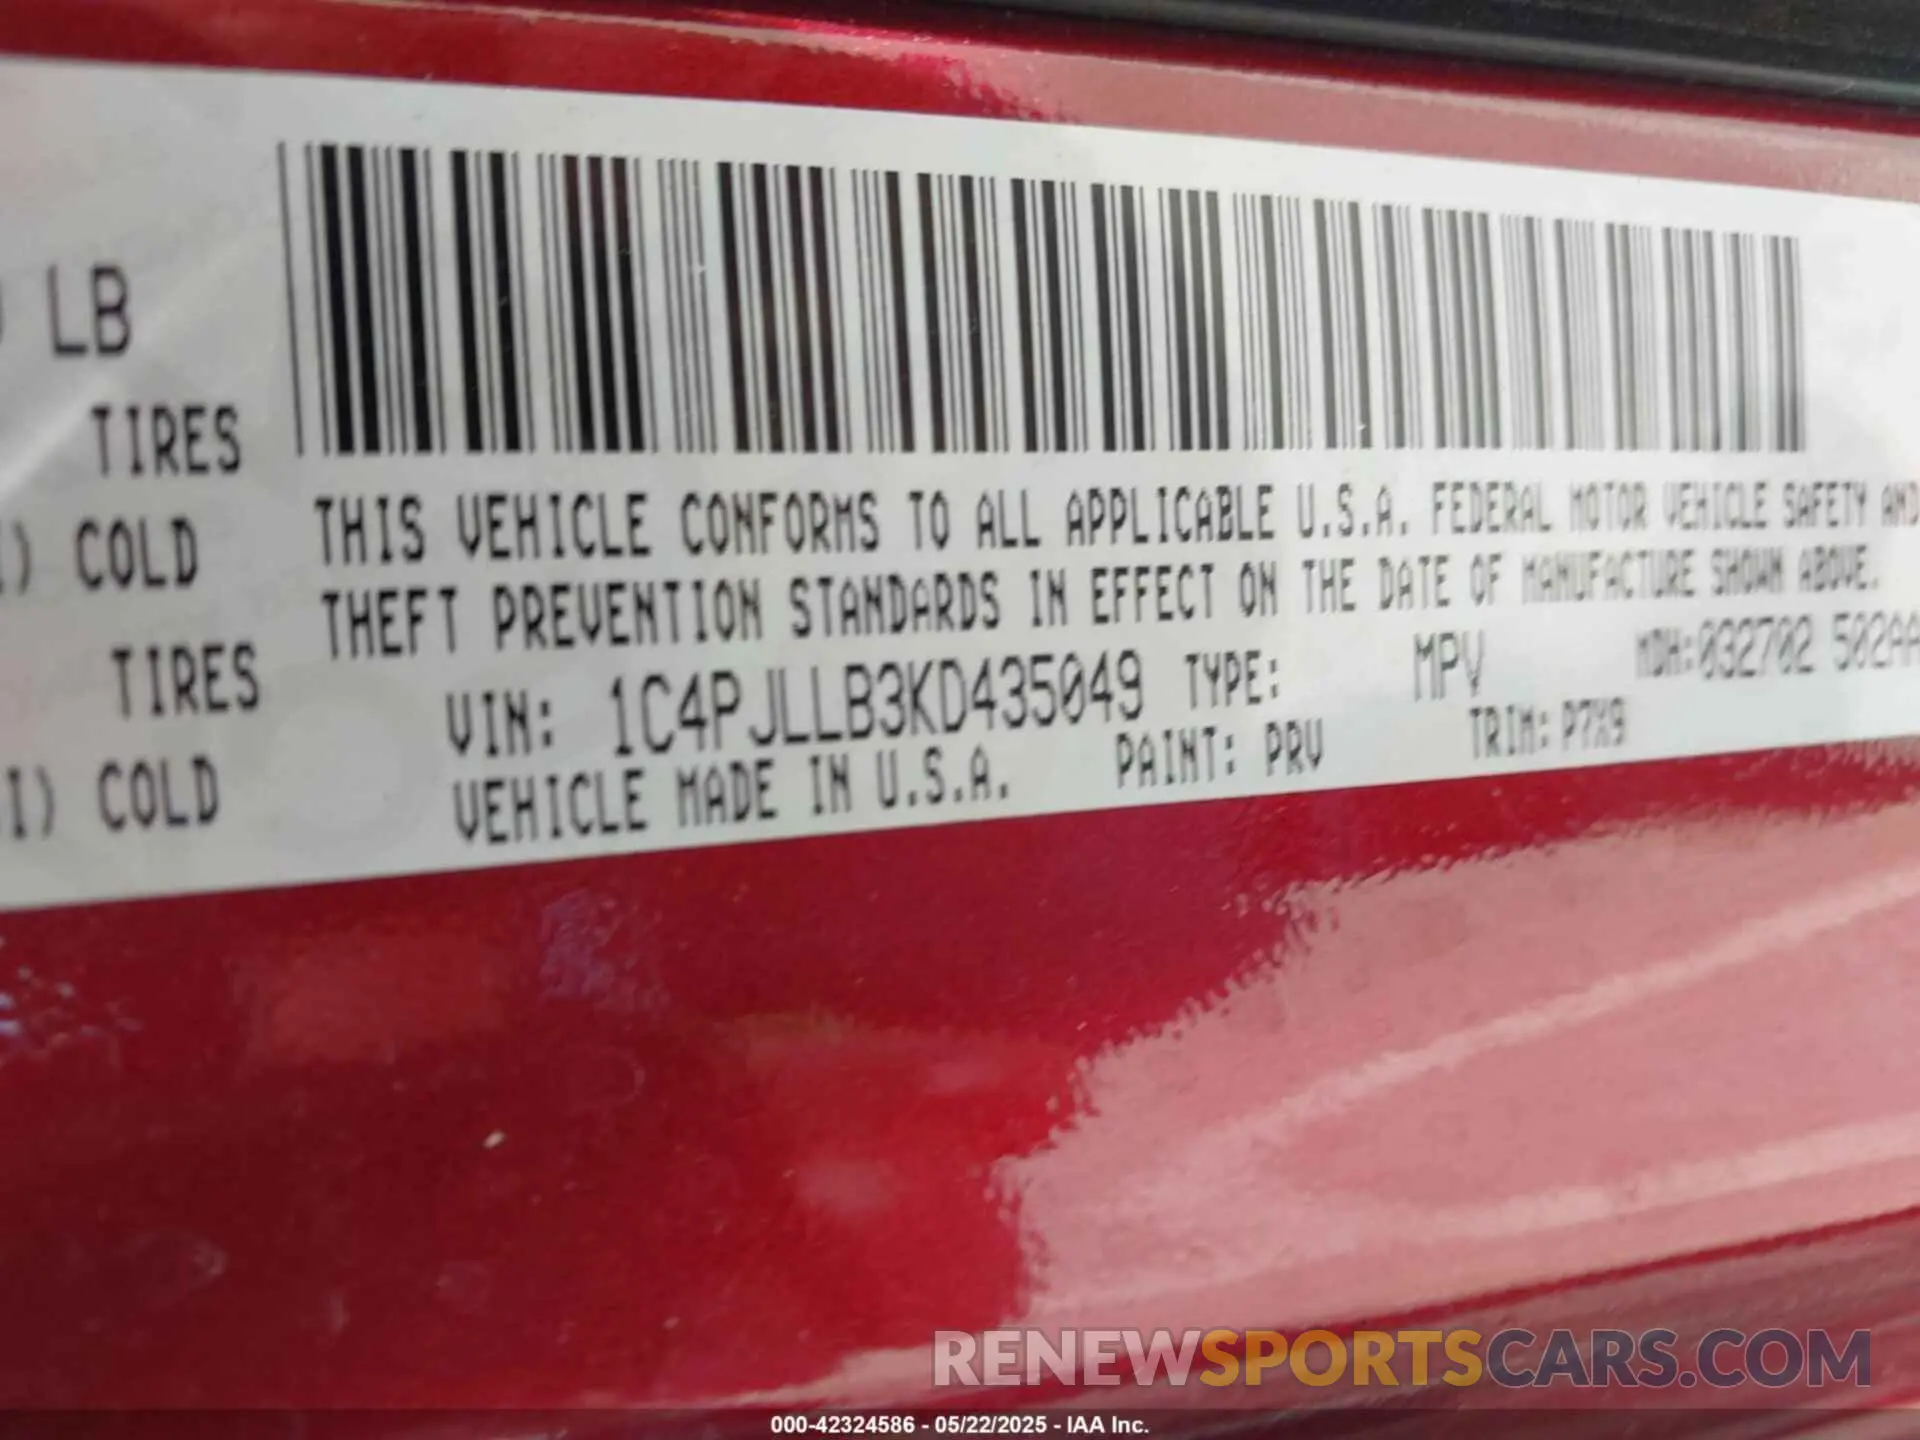 LB
TIRES
COLD
TIRES
I) COLD
THIS VEHICLE CONFORMS TO ALL APPLICABLE U.S.A. FEDERAL MOTOR VEHICLE SAFETY AND
THEFT PREVENTION STANDARDS IN EFFECT ON THE DATE OF MANUFACTURE SHOWN ABOVE.
VIN: 1C4PJLLB3KD435049 TYPE: MPV MDH:032702 502AA
VEHICLE MADE IN U.S.A. PAINT: PRV TRIM: P7X9
RENEWSPORTSCARS.COM
000-42324586 - 05/22/2025 - IAA Inc.